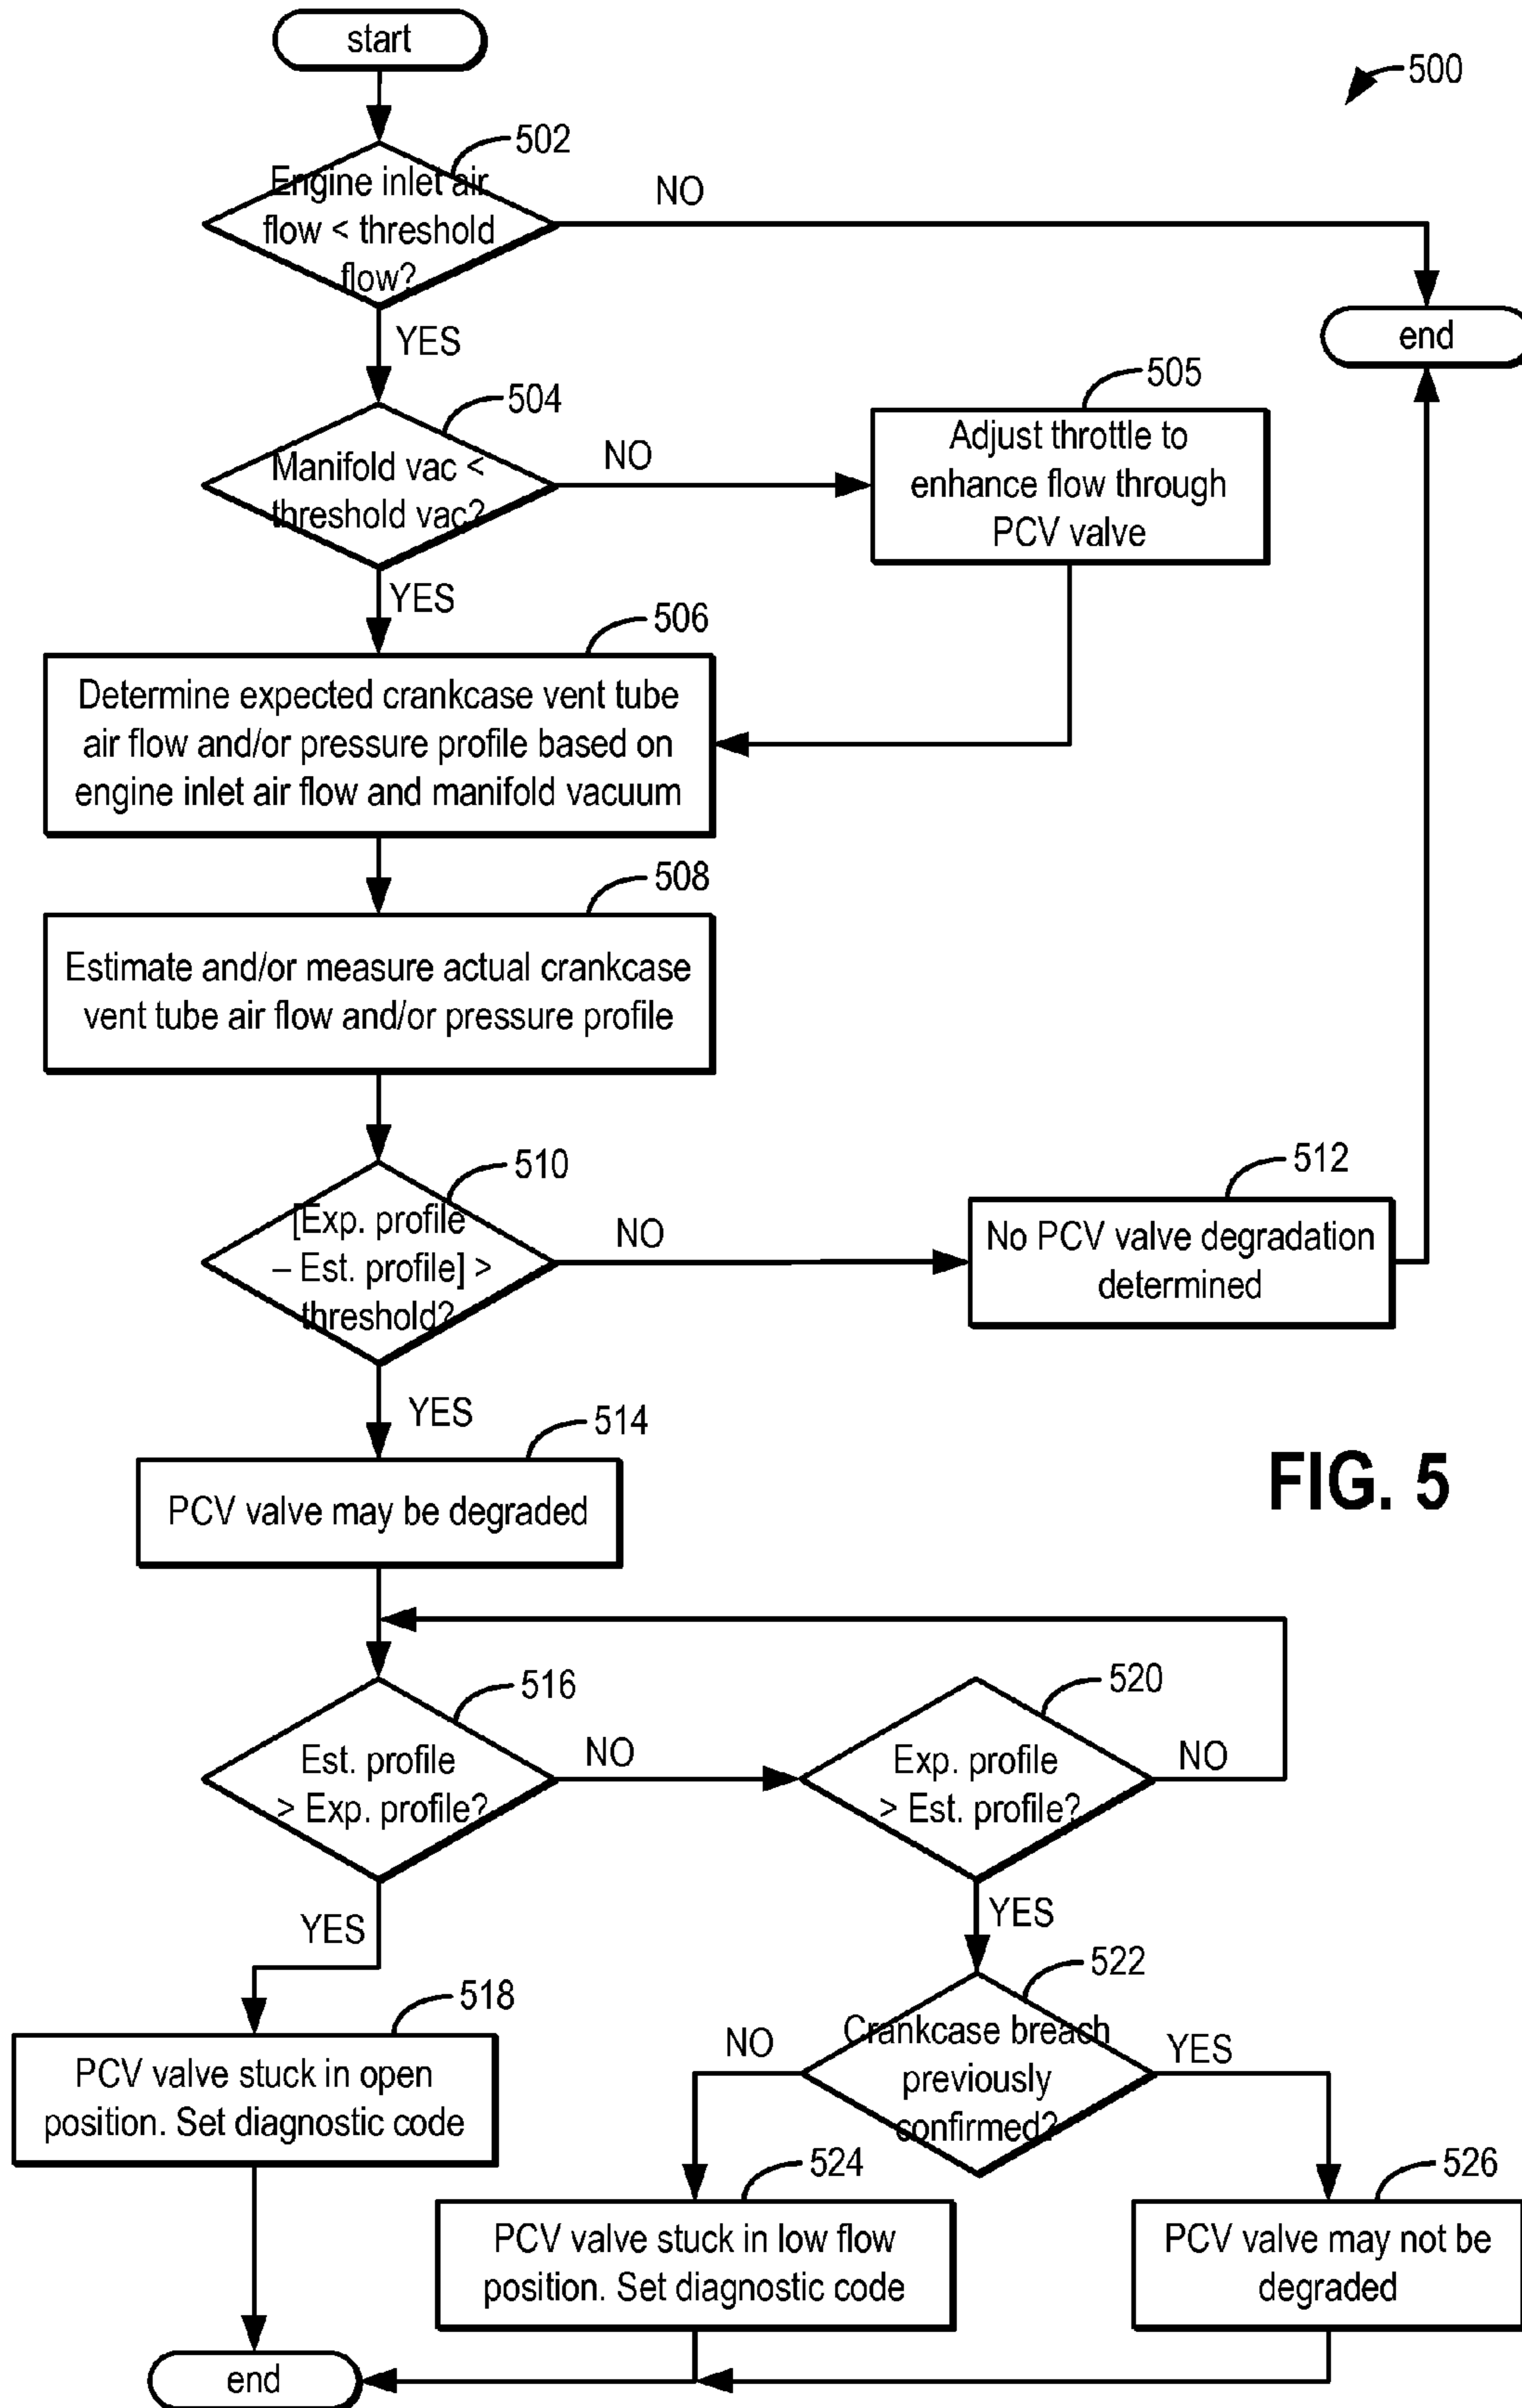 start
500
502
Engine inlet air
flow < threshold
flow?
NO
end
YES
504
Manifold vac <
threshold vac?
NO
505
Adjust throttle to
enhance flow through
PCV valve
YES
506
Determine expected crankcase vent tube
air flow and/or pressure profile based on
engine inlet air flow and manifold vacuum
508
Estimate and/or measure actual crankcase
vent tube air flow and/or pressure profile
510
[Exp. profile
– Est. profile] >
threshold?
NO
512
No PCV valve degradation
determined
YES
514
PCV valve may be degraded
FIG. 5
516
Est. profile
> Exp. profile?
NO
520
Exp. profile
> Est. profile?
NO
YES
YES
522
Crankcase breach
previously
confirmed?
NO
YES
518
PCV valve stuck in open
position. Set diagnostic code
524
PCV valve stuck in low flow
position. Set diagnostic code
526
PCV valve may not be
degraded
end